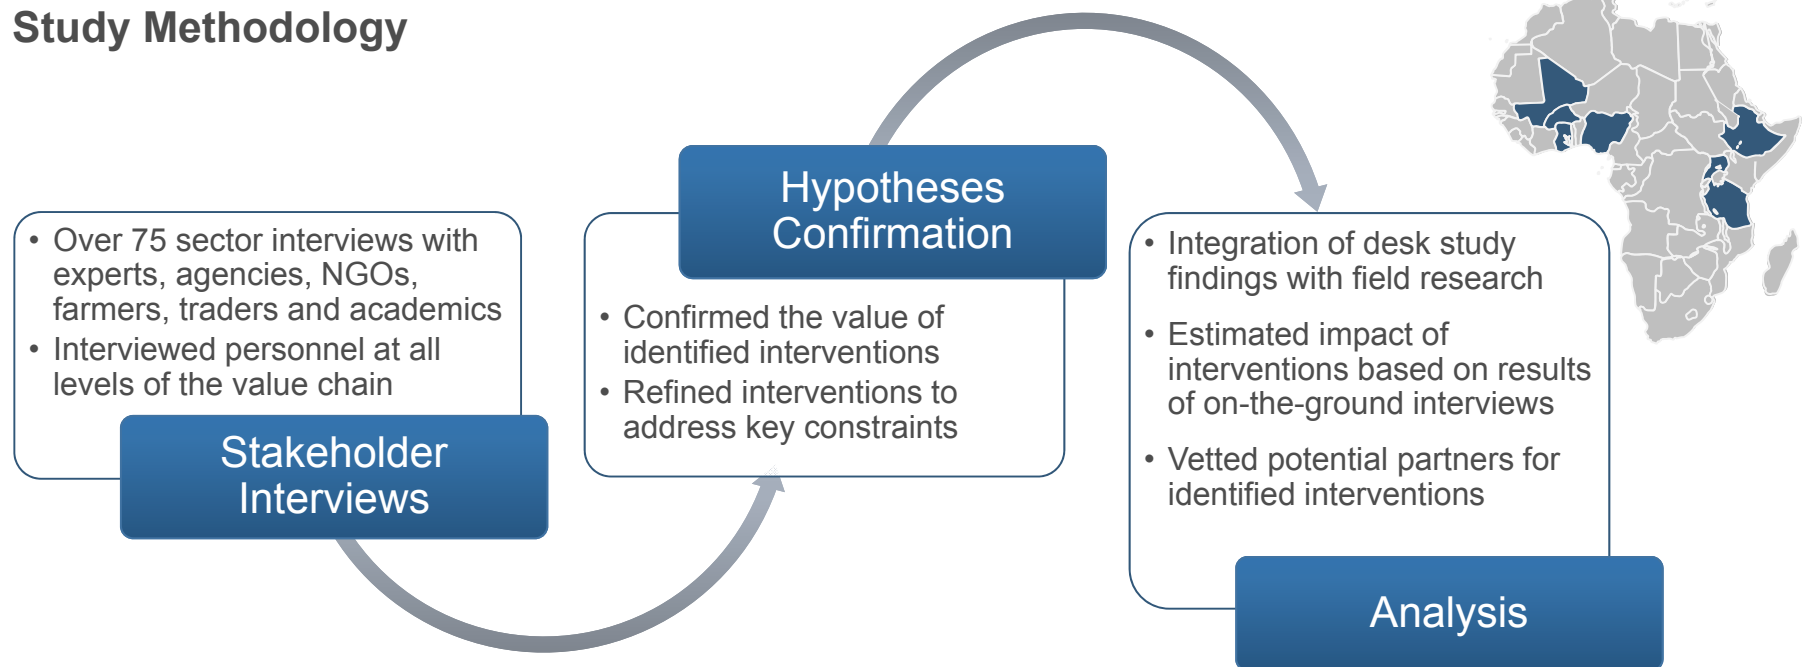 Study Methodology
• Over 75 sector interviews with
experts, agencies, NGOs,
farmers, traders and academics
• Interviewed personnel at all
levels of the value chain
Stakeholder
Interviews
Hypotheses
Confirmation
• Confirmed the value of
identified interventions
• Refined interventions to
address key constraints
• Integration of desk study
findings with field research
• Estimated impact of
interventions based on results
of on-the-ground interviews
• Vetted potential partners for
identified interventions
Analysis